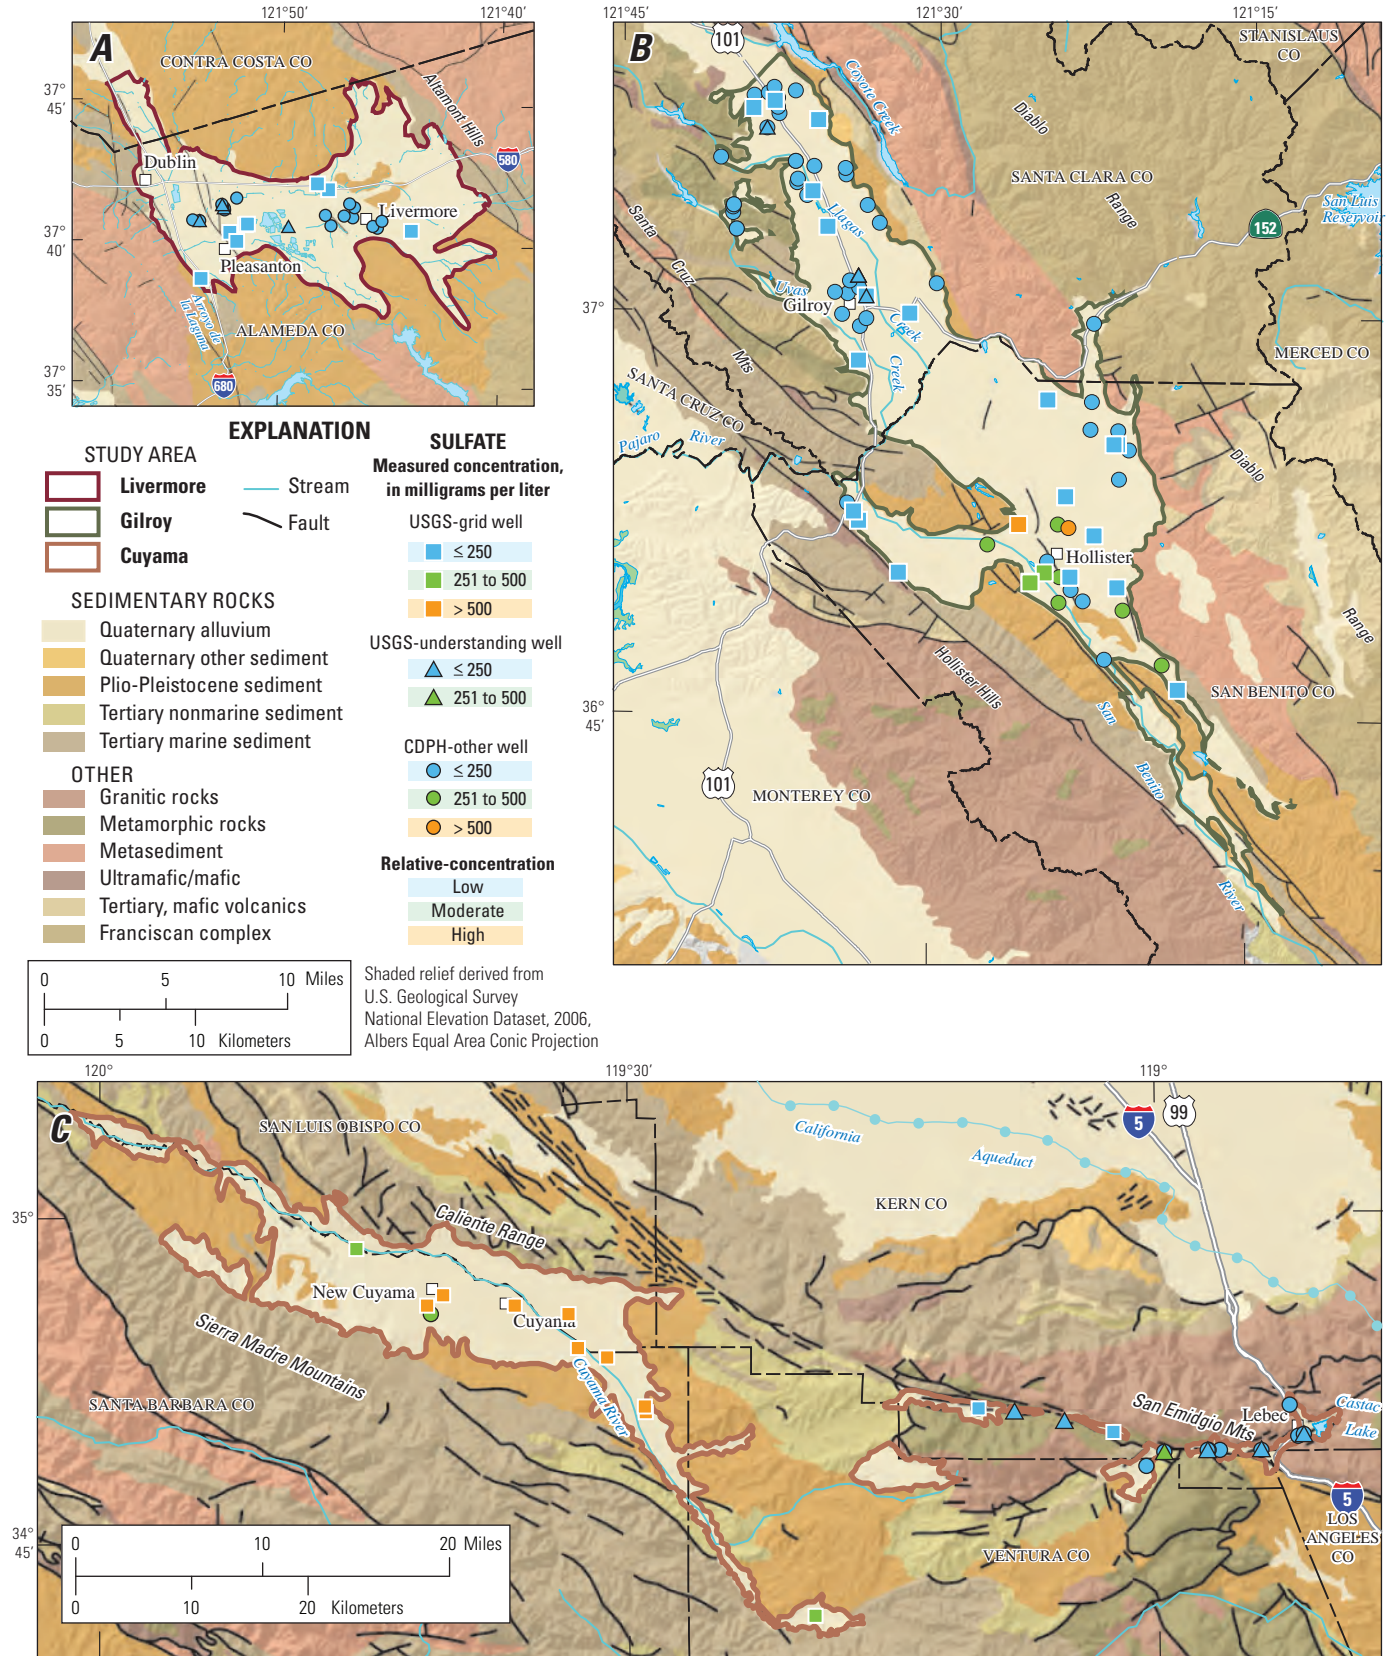 121°50'
121°40'
A
CONTRA COSTA CO
Altamont Hills
37°
45'
580
Dublin
Livermore
37°
40'
Pleasanton
Arroyo de
la Laguna
ALAMEDA CO
37°
35'
680
121°45'
121°30'
121°15'
B
101
STANISLAUS
CO
Coyote Creek
Diablo
SANTA CLARA CO
Range
San Luis
Reservoir
152
Santa
Cruz
Mts
Llagas
Creek
Uvas
Creek
Gilroy
37°
MERCED CO
SANTA CRUZ CO
Pajaro
River
Diablo
Range
Hollister
Hollister Hills
SAN BENITO CO
36°
45'
San
Benito
River
101
MONTEREY CO
EXPLANATION
STUDY AREA
Livermore
Gilroy
Cuyama
Stream
Fault
SEDIMENTARY ROCKS
Quaternary alluvium
Quaternary other sediment
Plio-Pleistocene sediment
Tertiary nonmarine sediment
Tertiary marine sediment
OTHER
Granitic rocks
Metamorphic rocks
Metasediment
Ultramafic/mafic
Tertiary, mafic volcanics
Franciscan complex
SULFATE
Measured concentration,
in milligrams per liter
USGS-grid well
≤ 250
251 to 500
> 500
USGS-understanding well
≤ 250
251 to 500
CDPH-other well
≤ 250
251 to 500
> 500
Relative-concentration
Low
Moderate
High
0 5 10 Miles
0 5 10 Kilometers
Shaded relief derived from
U.S. Geological Survey
National Elevation Dataset, 2006,
Albers Equal Area Conic Projection
120°
119°30'
119°
C
SAN LUIS OBISPO CO
California
Aqueduct
5
99
KERN CO
35°
Caliente Range
New Cuyama
Cuyama
Sierra Madre Mountains
Cuyama River
SANTA BARBARA CO
San Emidgio Mts
Lebec
Castac
Lake
5
LOS
ANGELES
CO
VENTURA CO
34°
45'
0 10 20 Miles
0 10 20 Kilometers